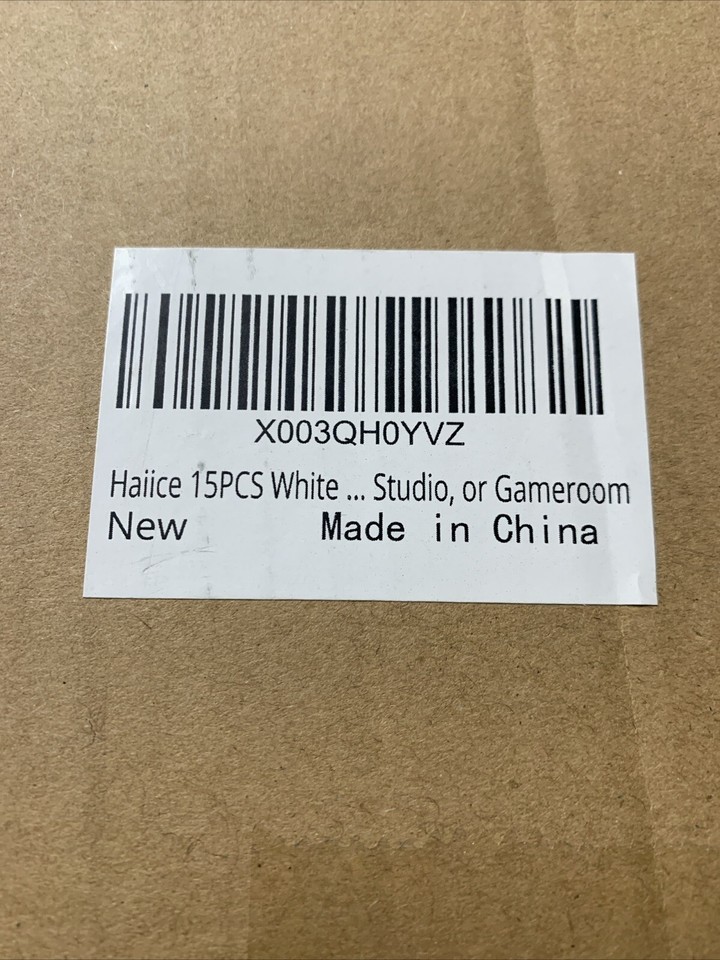 X003QH0YVZ
Haiice 15PCS White ... Studio, or Gameroom
New Made in China